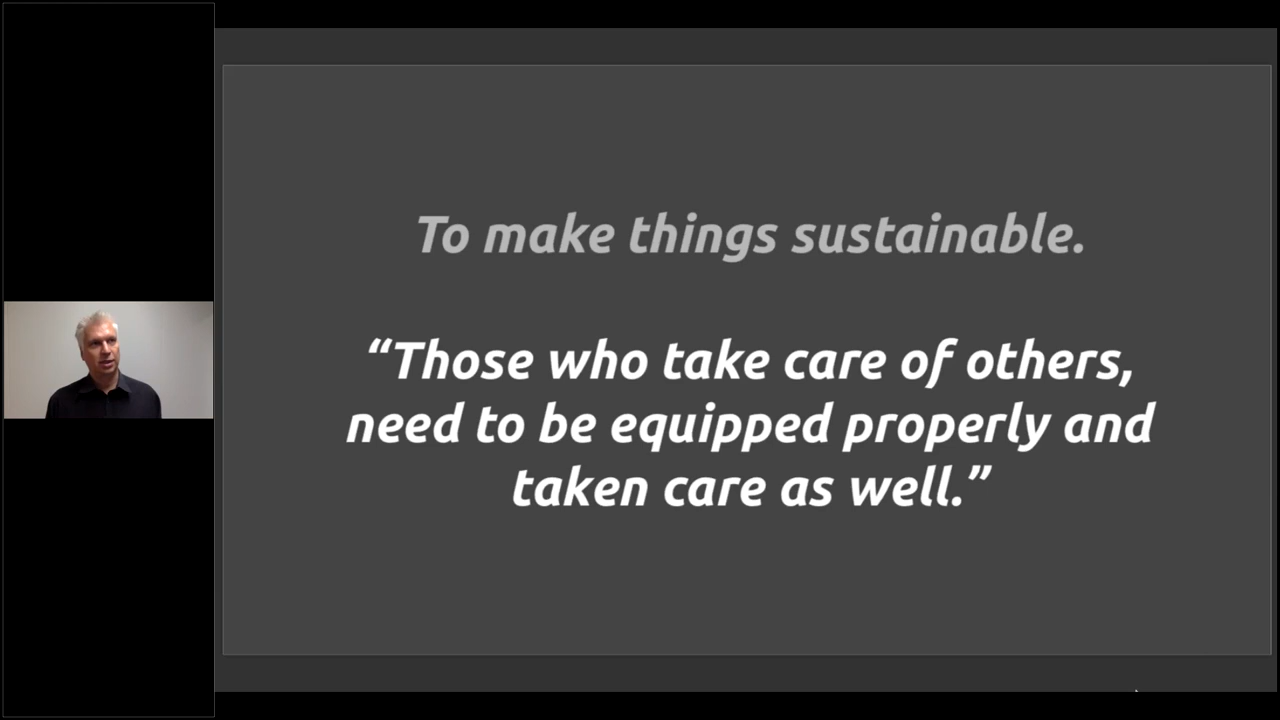 To make things sustainable.
“Those who take care of others,
need to be equipped properly and
taken care as well.”